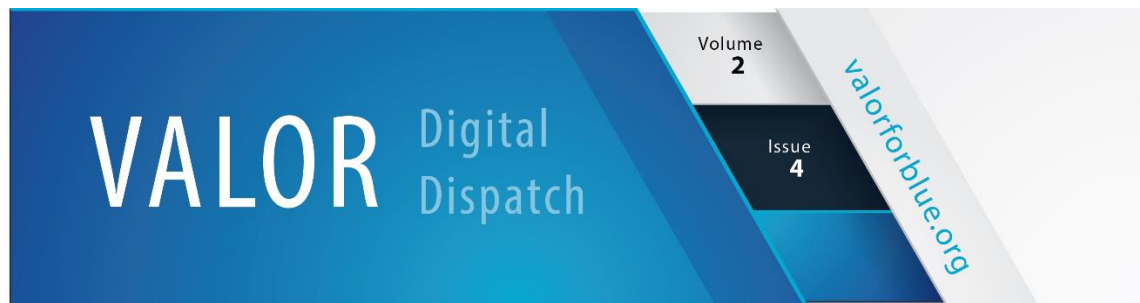 VALOR
Digital
Dispatch
Volume
2
Issue
4
valorforblue.org